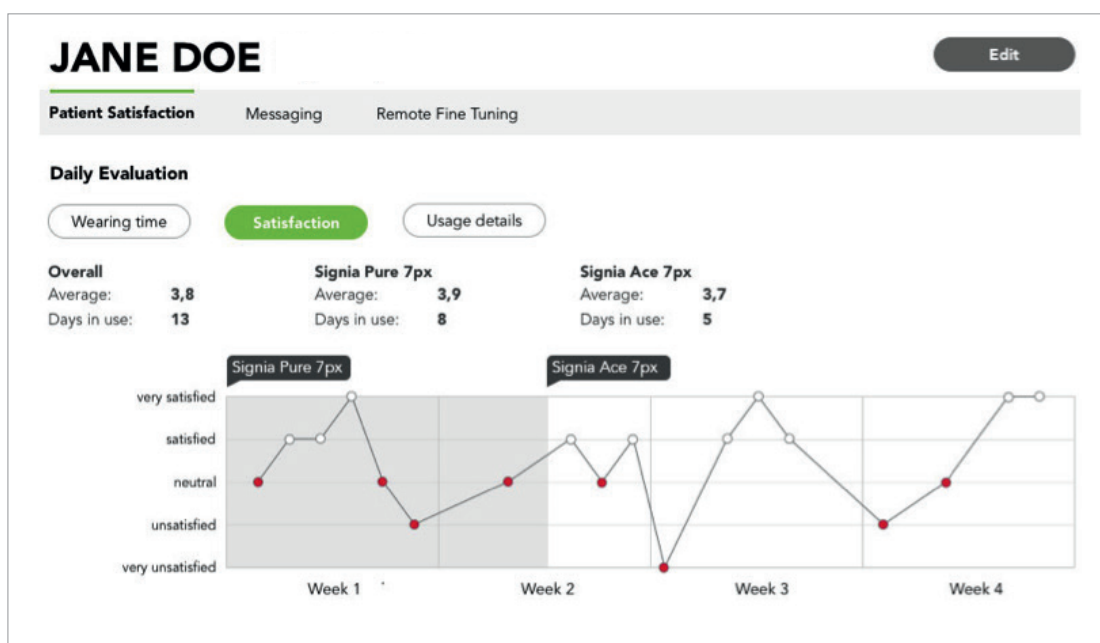 JANE DOE
Edit
Patient Satisfaction Messaging Remote Fine Tuning
Daily Evaluation
Wearing time Satisfaction Usage details
Overall Signia Pure 7px Signia Ace 7px
Average: 3,8 Average: 3,9 Average: 3,7
Days in use: 13 Days in use: 8 Days in use: 5
Signia Pure 7px Signia Ace 7px
very satisfied
satisfied
neutral
unsatisfied
very unsatisfied
Week 1 Week 2 Week 3 Week 4